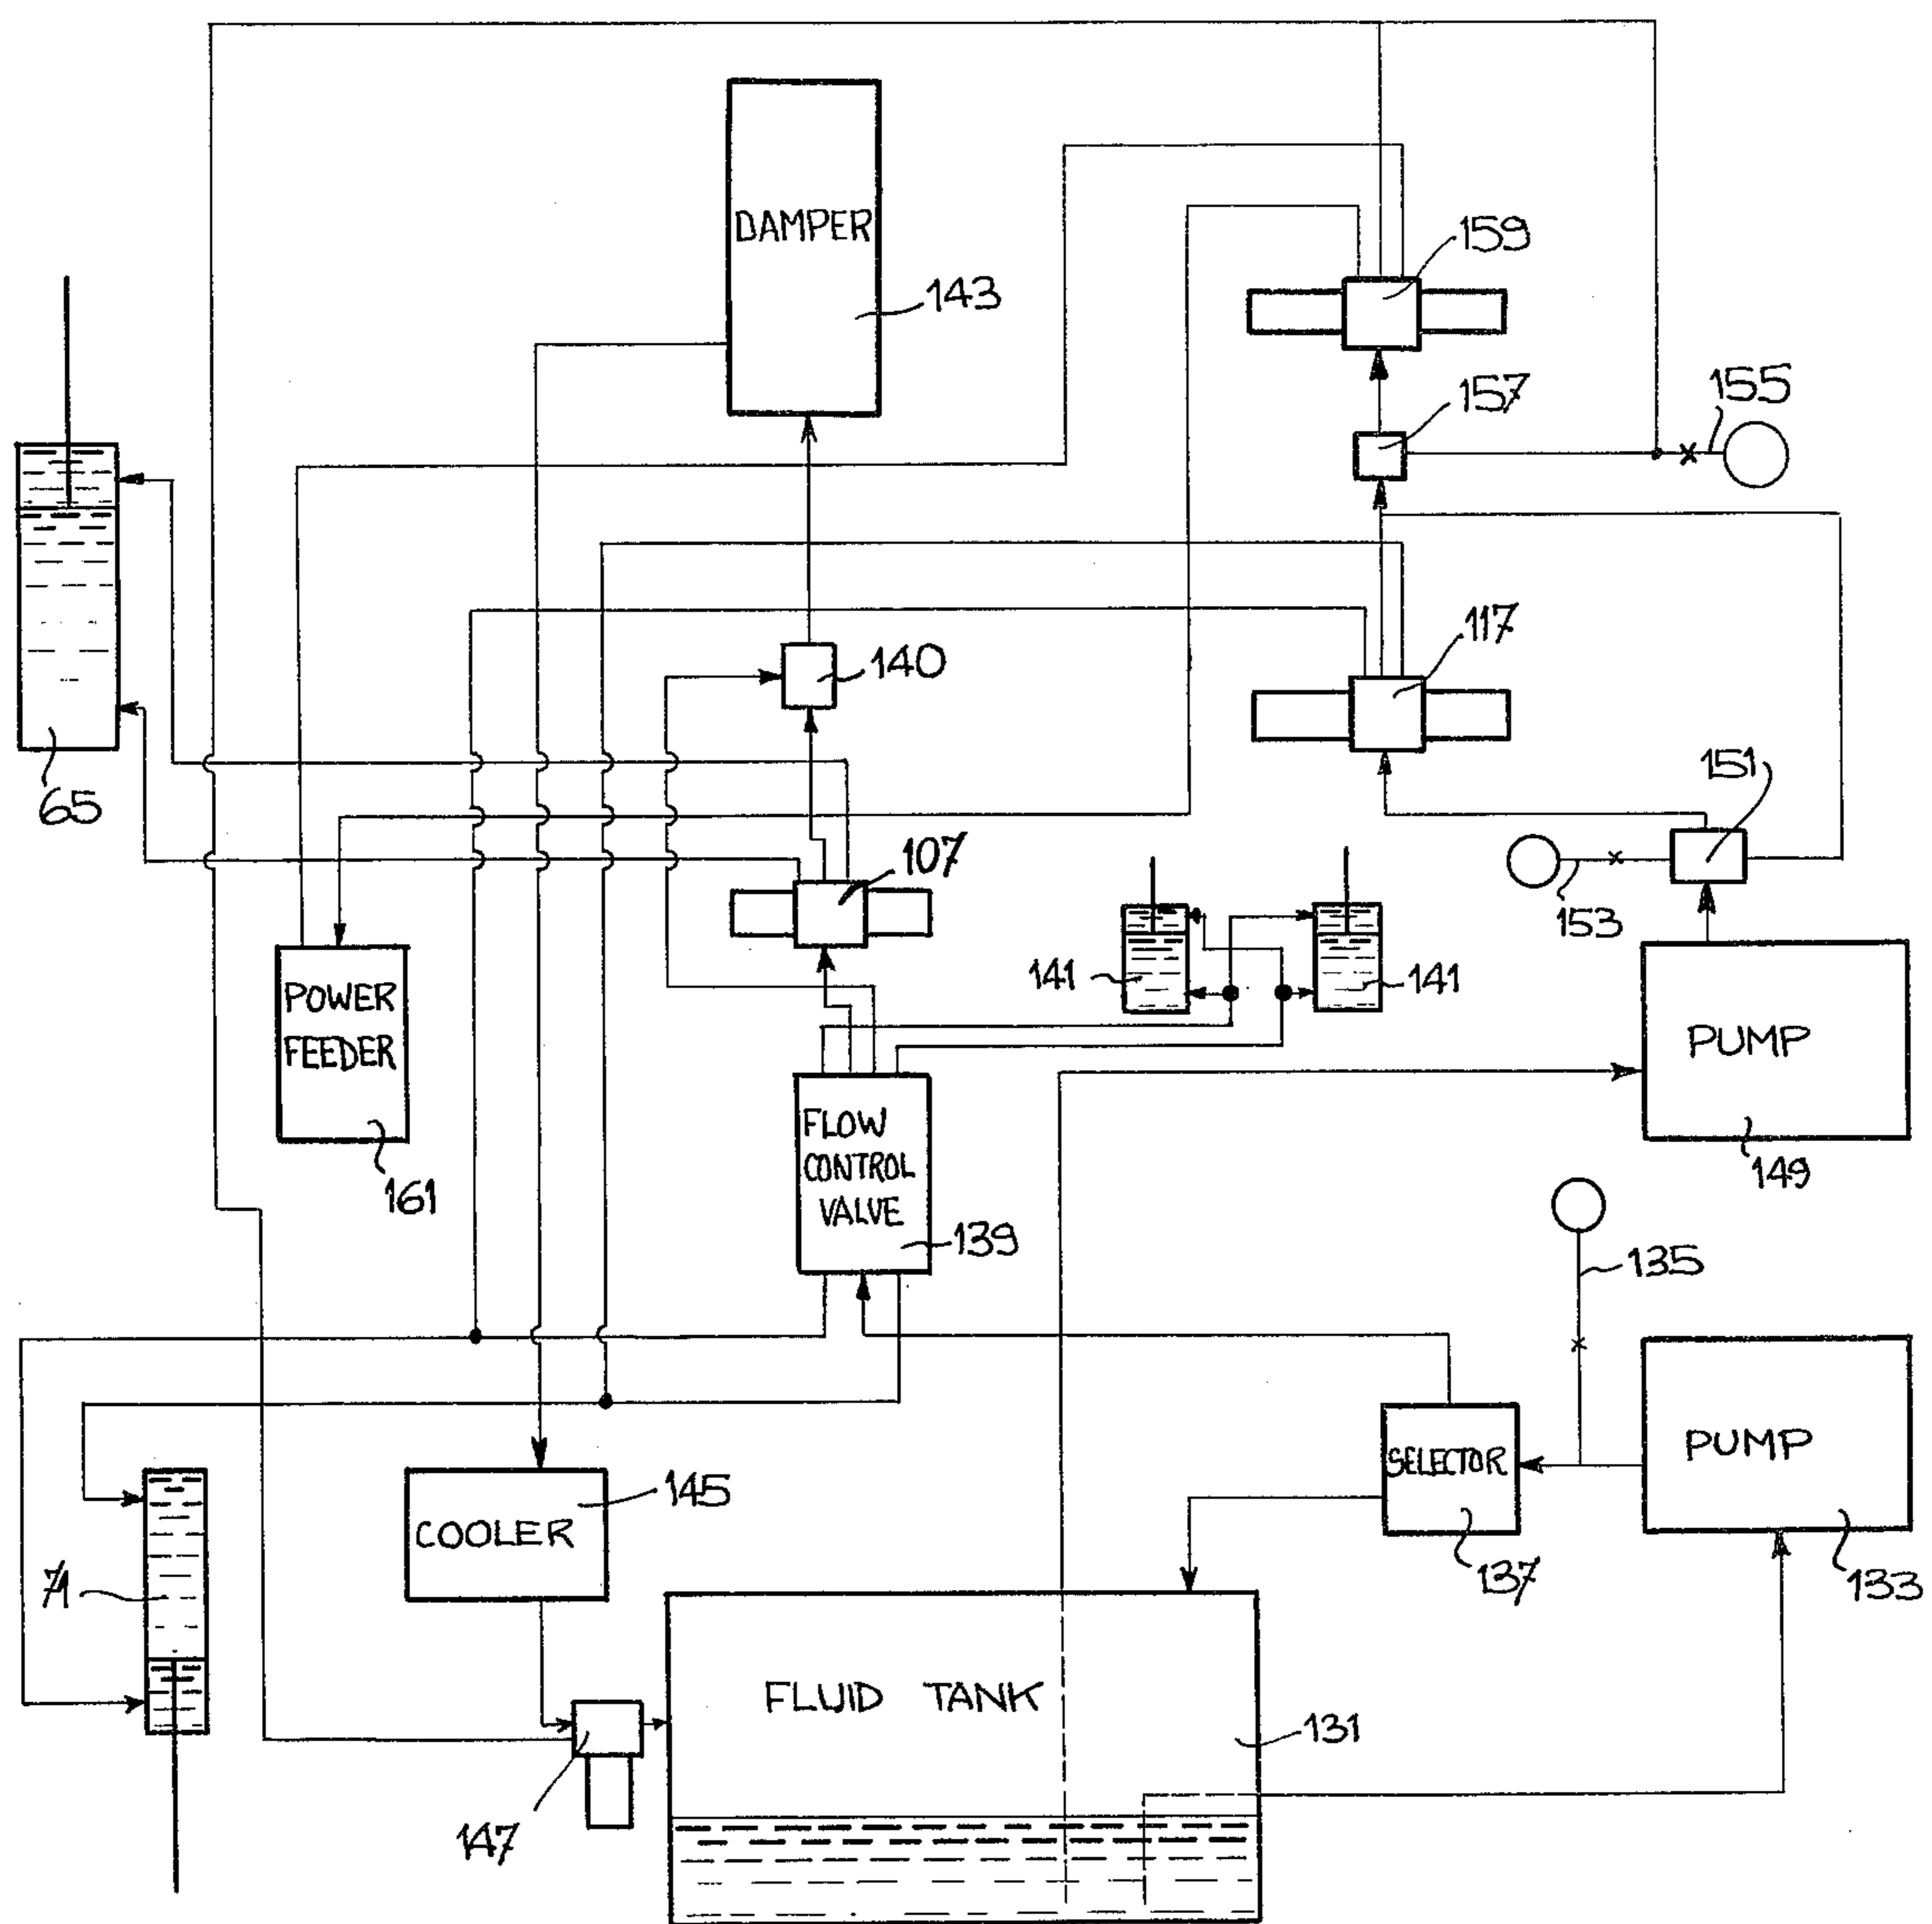 DAMPER
143
159
157
155
65
140
117
151
153
107
141
141
POWER
FEEDER
161
PUMP
149
FLOW
CONTROL
VALVE
139
135
PUMP
133
SELECTOR
137
145
COOLER
71
FLUID TANK
131
147